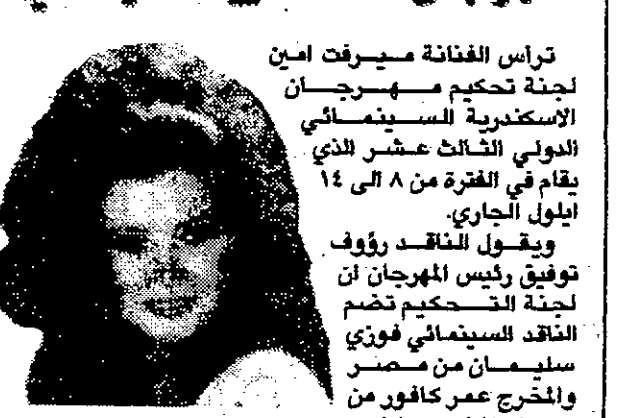 تراس الفنانة ميرفت امين
لجنة تحكيم مهرجان
الاسكندرية السينمائي
الدولي الثالث عشر الذي
يقام في الفترة من ٨ الى ١٤
ايلول الجاري.
ويقول الناقد رؤوف
توفيق رئيس المهرجان ان
لجنة التحكيم تضم
الناقد السينمائي فوزي
سليمان من مصر
والمخرج عمر كافور من